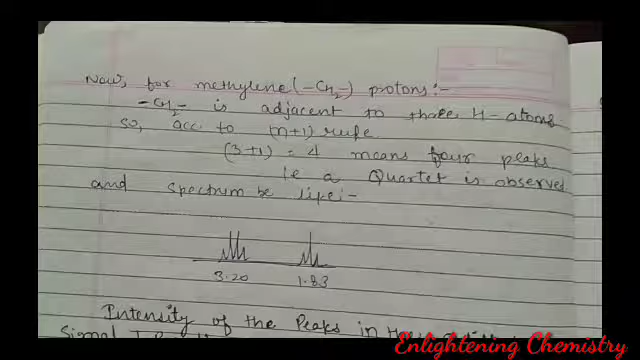 Now, for methylene (-CH2-) protons:-
-CH2- is adjacent to three H-atoms
so, acc. to (n+1) rule
(3+1) = 4 means four peaks
i.e a Quartet is observed
and spectrum be like:-
3.20 1.83
Intensity of the Peaks in
Signal
Enlightening Chemistry